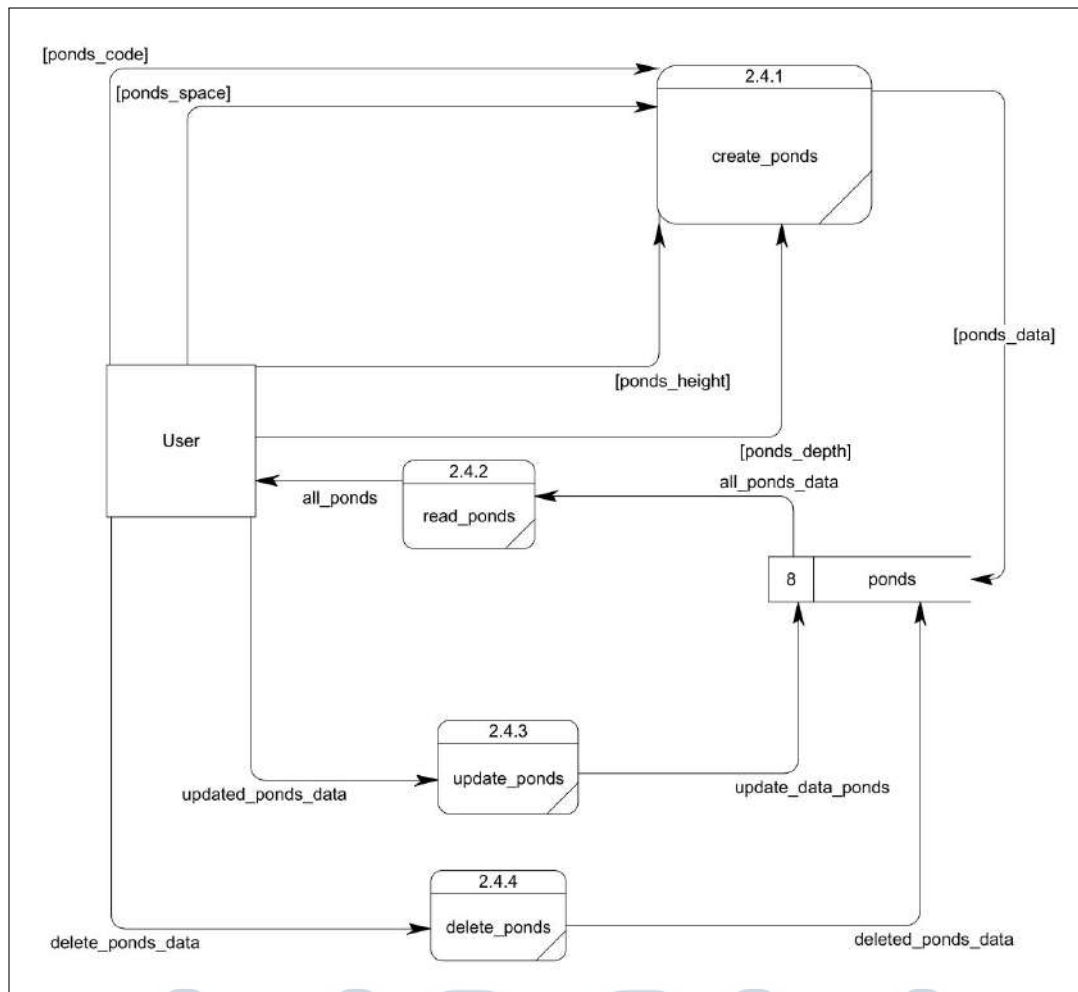 [ponds_code]
2.4.1
[ponds_space]
create_ponds
[ponds_data]
[ponds_height]
User
[ponds_depth]
2.4.2
all_ponds_data
all_ponds
read_ponds
8
ponds
2.4.3
update_ponds
updated_ponds_data
update_data_ponds
2.4.4
delete_ponds
delete_ponds_data
deleted_ponds_data